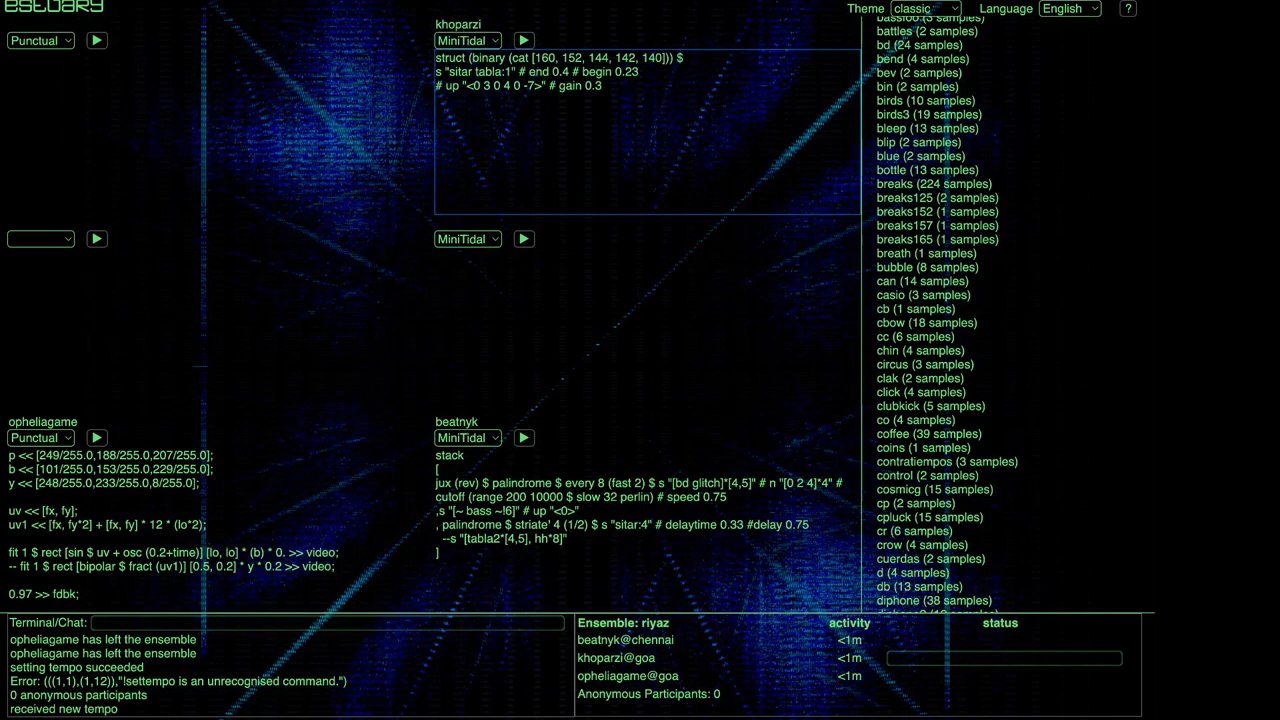 estuary
Theme classic Language English ?
Punctual
khoparzi
MiniTidal
struct (binary (cat [160, 152, 144, 142, 140])) $
s "sitar tabla:1" # end 0.4 # begin 0.23
# up "<0 3 0 4 0 -7>" # gain 0.3
MiniTidal
opheliagame
Punctual
p << [249/255.0,188/255.0,207/255.0];
b << [101/255.0,153/255.0,229/255.0];
y << [248/255.0,233/255.0,8/255.0];
uv << [fx, fy];
uv1 << [fx, fy*2] + [fx, fy] * 12 * (lo*2);
fit 1 $ rect [sin $ uv + osc (0.2+time)] [lo, lo] * (b) * 0. >> video;
-- fit 1 $ rect [bipolar $ fract (uv1)] [0.5, 0.2] * y * 0.2 >> video;
0.97 >> fdbk;
beatnyk
MiniTidal
stack
[
jux (rev) $ palindrome $ every 8 (fast 2) $ s "[bd glitch]*[4,5]" # n "[0 2 4]*4" #
cutoff (range 200 10000 $ slow 32 perlin) # speed 0.75
,s "[~ bass ~!6]" # up "<0>"
, palindrome $ striate' 4 (1/2) $ s "sitar:4" # delaytime 0.33 #delay 0.75
--s "[tabla2*[4,5], hh*8]"
]
bassfoo (3 samples)
battles (2 samples)
bd (24 samples)
bend (4 samples)
bev (2 samples)
bin (2 samples)
birds (10 samples)
birds3 (19 samples)
bleep (13 samples)
blip (2 samples)
blue (2 samples)
bottle (13 samples)
breaks (224 samples)
breaks125 (2 samples)
breaks152 (1 samples)
breaks157 (1 samples)
breaks165 (1 samples)
breath (1 samples)
bubble (8 samples)
can (14 samples)
casio (3 samples)
cb (1 samples)
cbow (18 samples)
cc (6 samples)
chin (4 samples)
circus (3 samples)
clak (2 samples)
click (4 samples)
clubkick (5 samples)
co (4 samples)
coffee (39 samples)
coins (1 samples)
contratiempos (3 samples)
control (2 samples)
cosmicg (15 samples)
cp (2 samples)
cpluck (15 samples)
cr (6 samples)
crow (4 samples)
cuerdas (2 samples)
d (4 samples)
db (13 samples)
diphone (38 samples)
Terminal/Chat:
opheliagame has left the ensemble
opheliagame has left the ensemble
setting tempo succeeded
Error: (((1,1),(1,12)),"!settempo is an unrecognised command.")
0 anonymous participants
received new tempo
Ensemble: riyaz activity status
beatnyk@chennai <1m
khoparzi@goa <1m
opheliagame@goa <1m
Anonymous Participants: 0